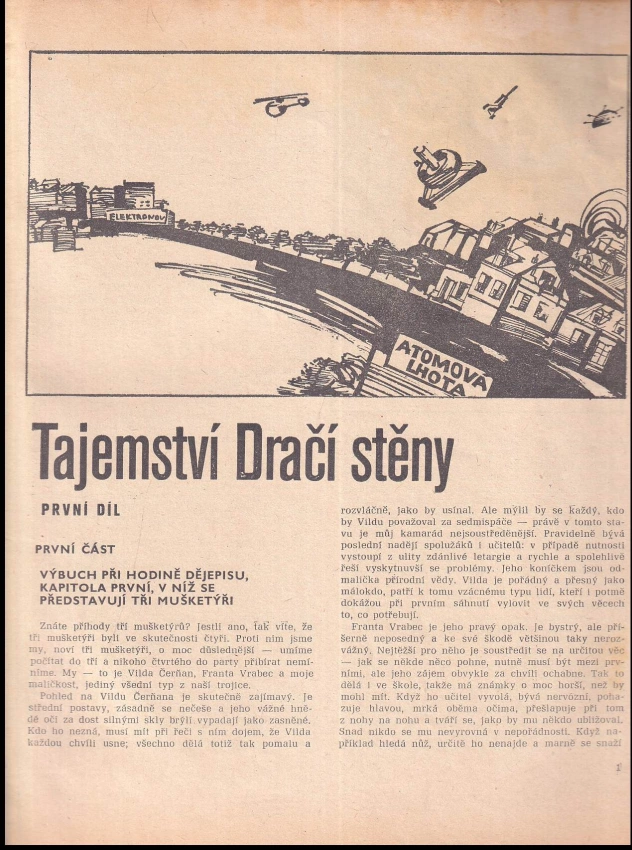 ELEKTRONOV
ATOMOVÁ
LHOTA
Tajemství Dračí stěny
PRVNÍ DÍL
PRVNÍ ČÁST
VÝBUCH PŘI HODINĚ DĚJEPISU,
KAPITOLA PRVNÍ, V NÍŽ SE
PŘEDSTAVUJÍ TŘI MUŠKETÝŘI
Znáte příhody tří mušketýrů? Jestli ano, tak víte, že
tři mušketýři byli ve skutečnosti čtyři. Proti nim jsme
my, noví tři mušketýři, o moc důslednější — umíme
počítat do tří a nikoho čtvrtého do party přibírat nemí-
níme. My — to je Vilda Čerňan, Franta Vrabec a moje
maličkost, jediný všední typ z naší trojice.
Pohled na Vildu Čerňana je skutečně zajímavý. Je
střední postavy, zásadně se nečeše a jeho vážné hně-
dé oči za dost silnými skly brýlí vypadají jako zasněné.
Kdo ho nezná, musí mít při řeči s ním dojem, že Vilda
každou chvíli usne; všechno dělá totiž tak pomalu a
rozvláčně, jako by usínal. Ale mýlil by se každý, kdo
by Vildu považoval za sedmispáče — právě v tomto sta-
vu je můj kamarád nejsoustředěnější. Pravidelně bývá
poslední nadějí spolužáků i učitelů: v případě nutnosti
vystoupí z ulity zdánlivé letargie a rychle a spolehlivě
řeší vyskytnuvší se problémy. Jeho koníčkem jsou od-
malička přírodní vědy. Vilda je pořádný a přesný jako
málokdo, patří k tomu vzácnému typu lidí, kteří i potmě
dokážou při prvním sáhnutí vylovit ve svých věcech
to, co potřebují.
Franta Vrabec je jeho pravý opak. Je bystrý, ale pří-
šerně neposedný a ke své škodě většinou taky neroz-
vážný. Nejtěžší pro něho je soustředit se na určitou věc
— jak se někde něco pohne, nutně musí být mezi prv-
ními, ale jeho zájem obvykle za chvíli ochabne. Tak to
dělá i ve škole, takže má známky o moc horší, než by
mohl mít. Když ho učitel vyvolá, bývá nervózní, poha-
zuje hlavou, mrká oběma očima, přešlapuje při tom
z nohy na nohu a tváří se, jako by mu někdo ubližoval.
Snad nikdo se mu nevyrovná v nepořádnosti. Když na-
příklad hledá nůž, určitě ho nenajde a marně se snaží
1